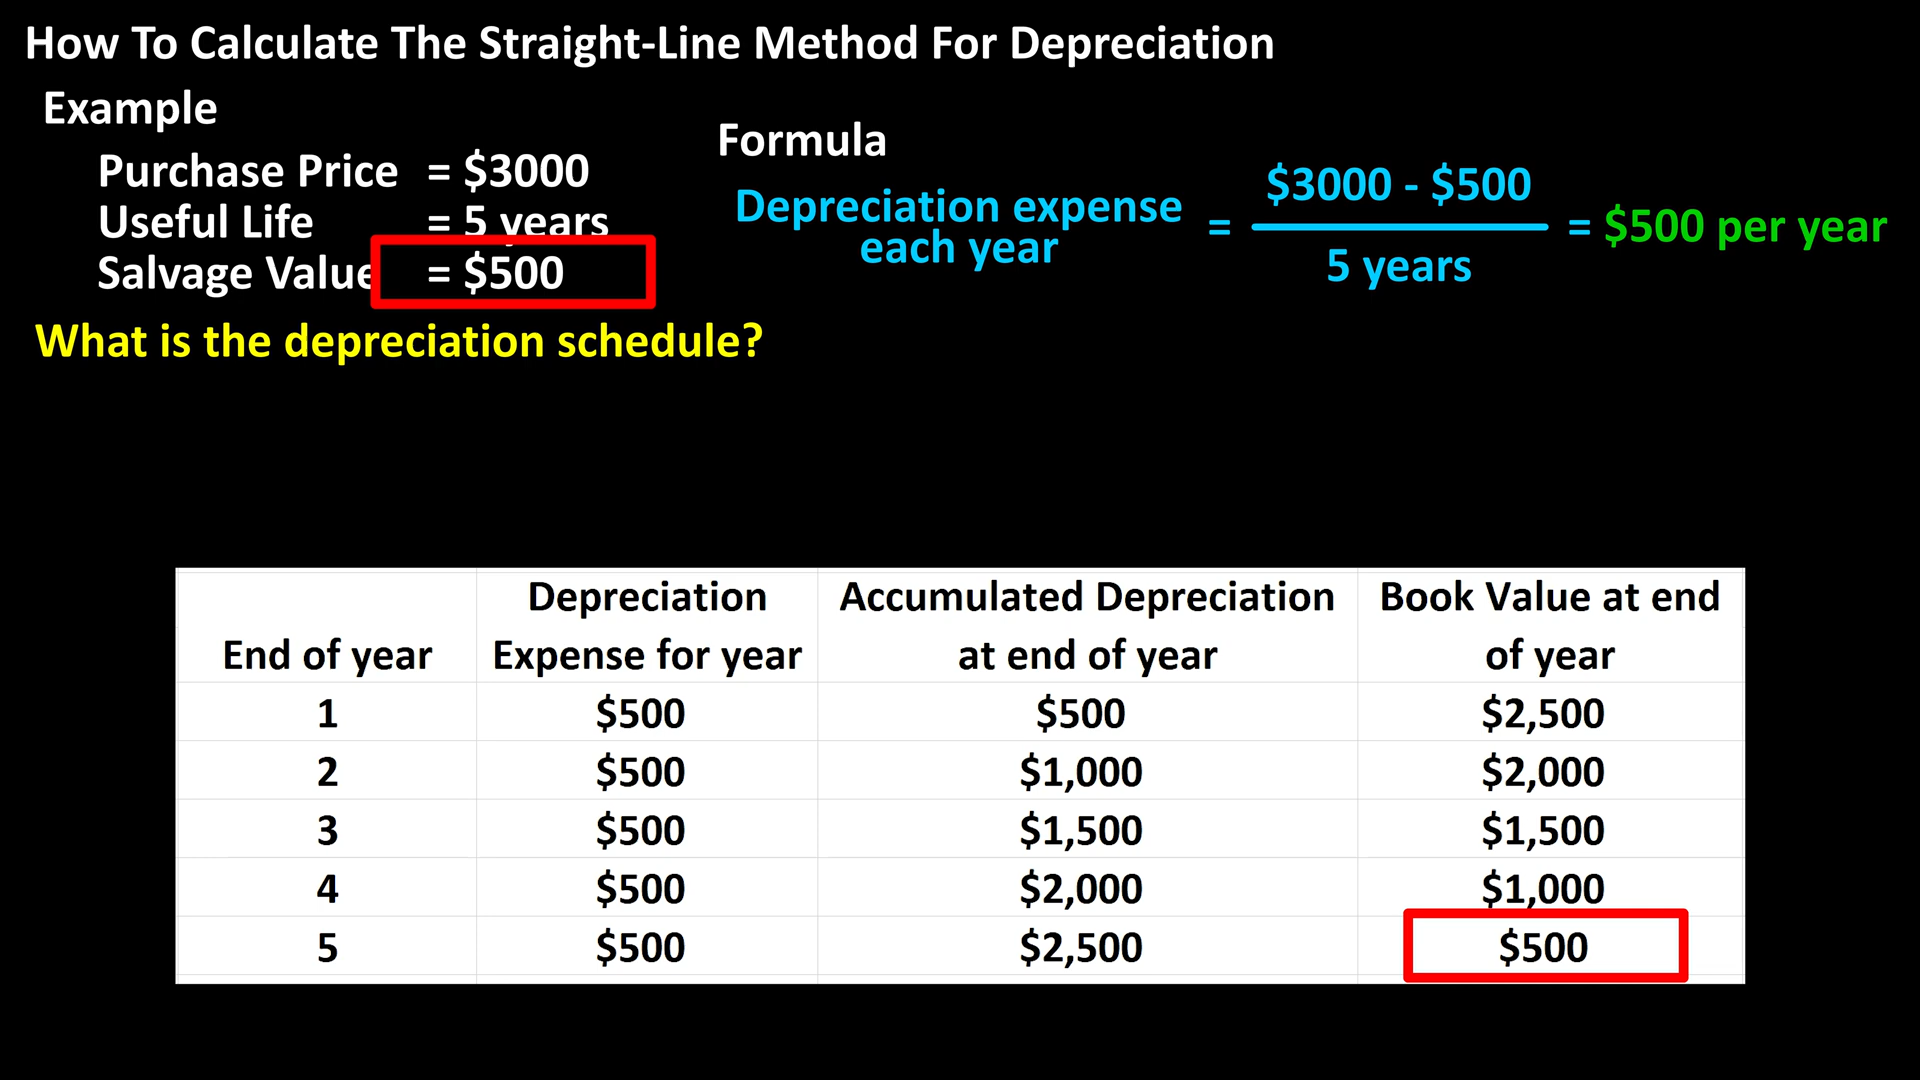 How To Calculate The Straight-Line Method For Depreciation
Example
Purchase Price = $3000
Useful Life = 5 years
Salvage Value = $500
What is the depreciation schedule?
Formula
Depreciation expense each year = $3000 - $500 / 5 years = $500 per year
End of year | Depreciation Expense for year | Accumulated Depreciation at end of year | Book Value at end of year
1 $500 $500 $2,500
2 $500 $1,000 $2,000
3 $500 $1,500 $1,500
4 $500 $2,000 $1,000
5 $500 $2,500 $500